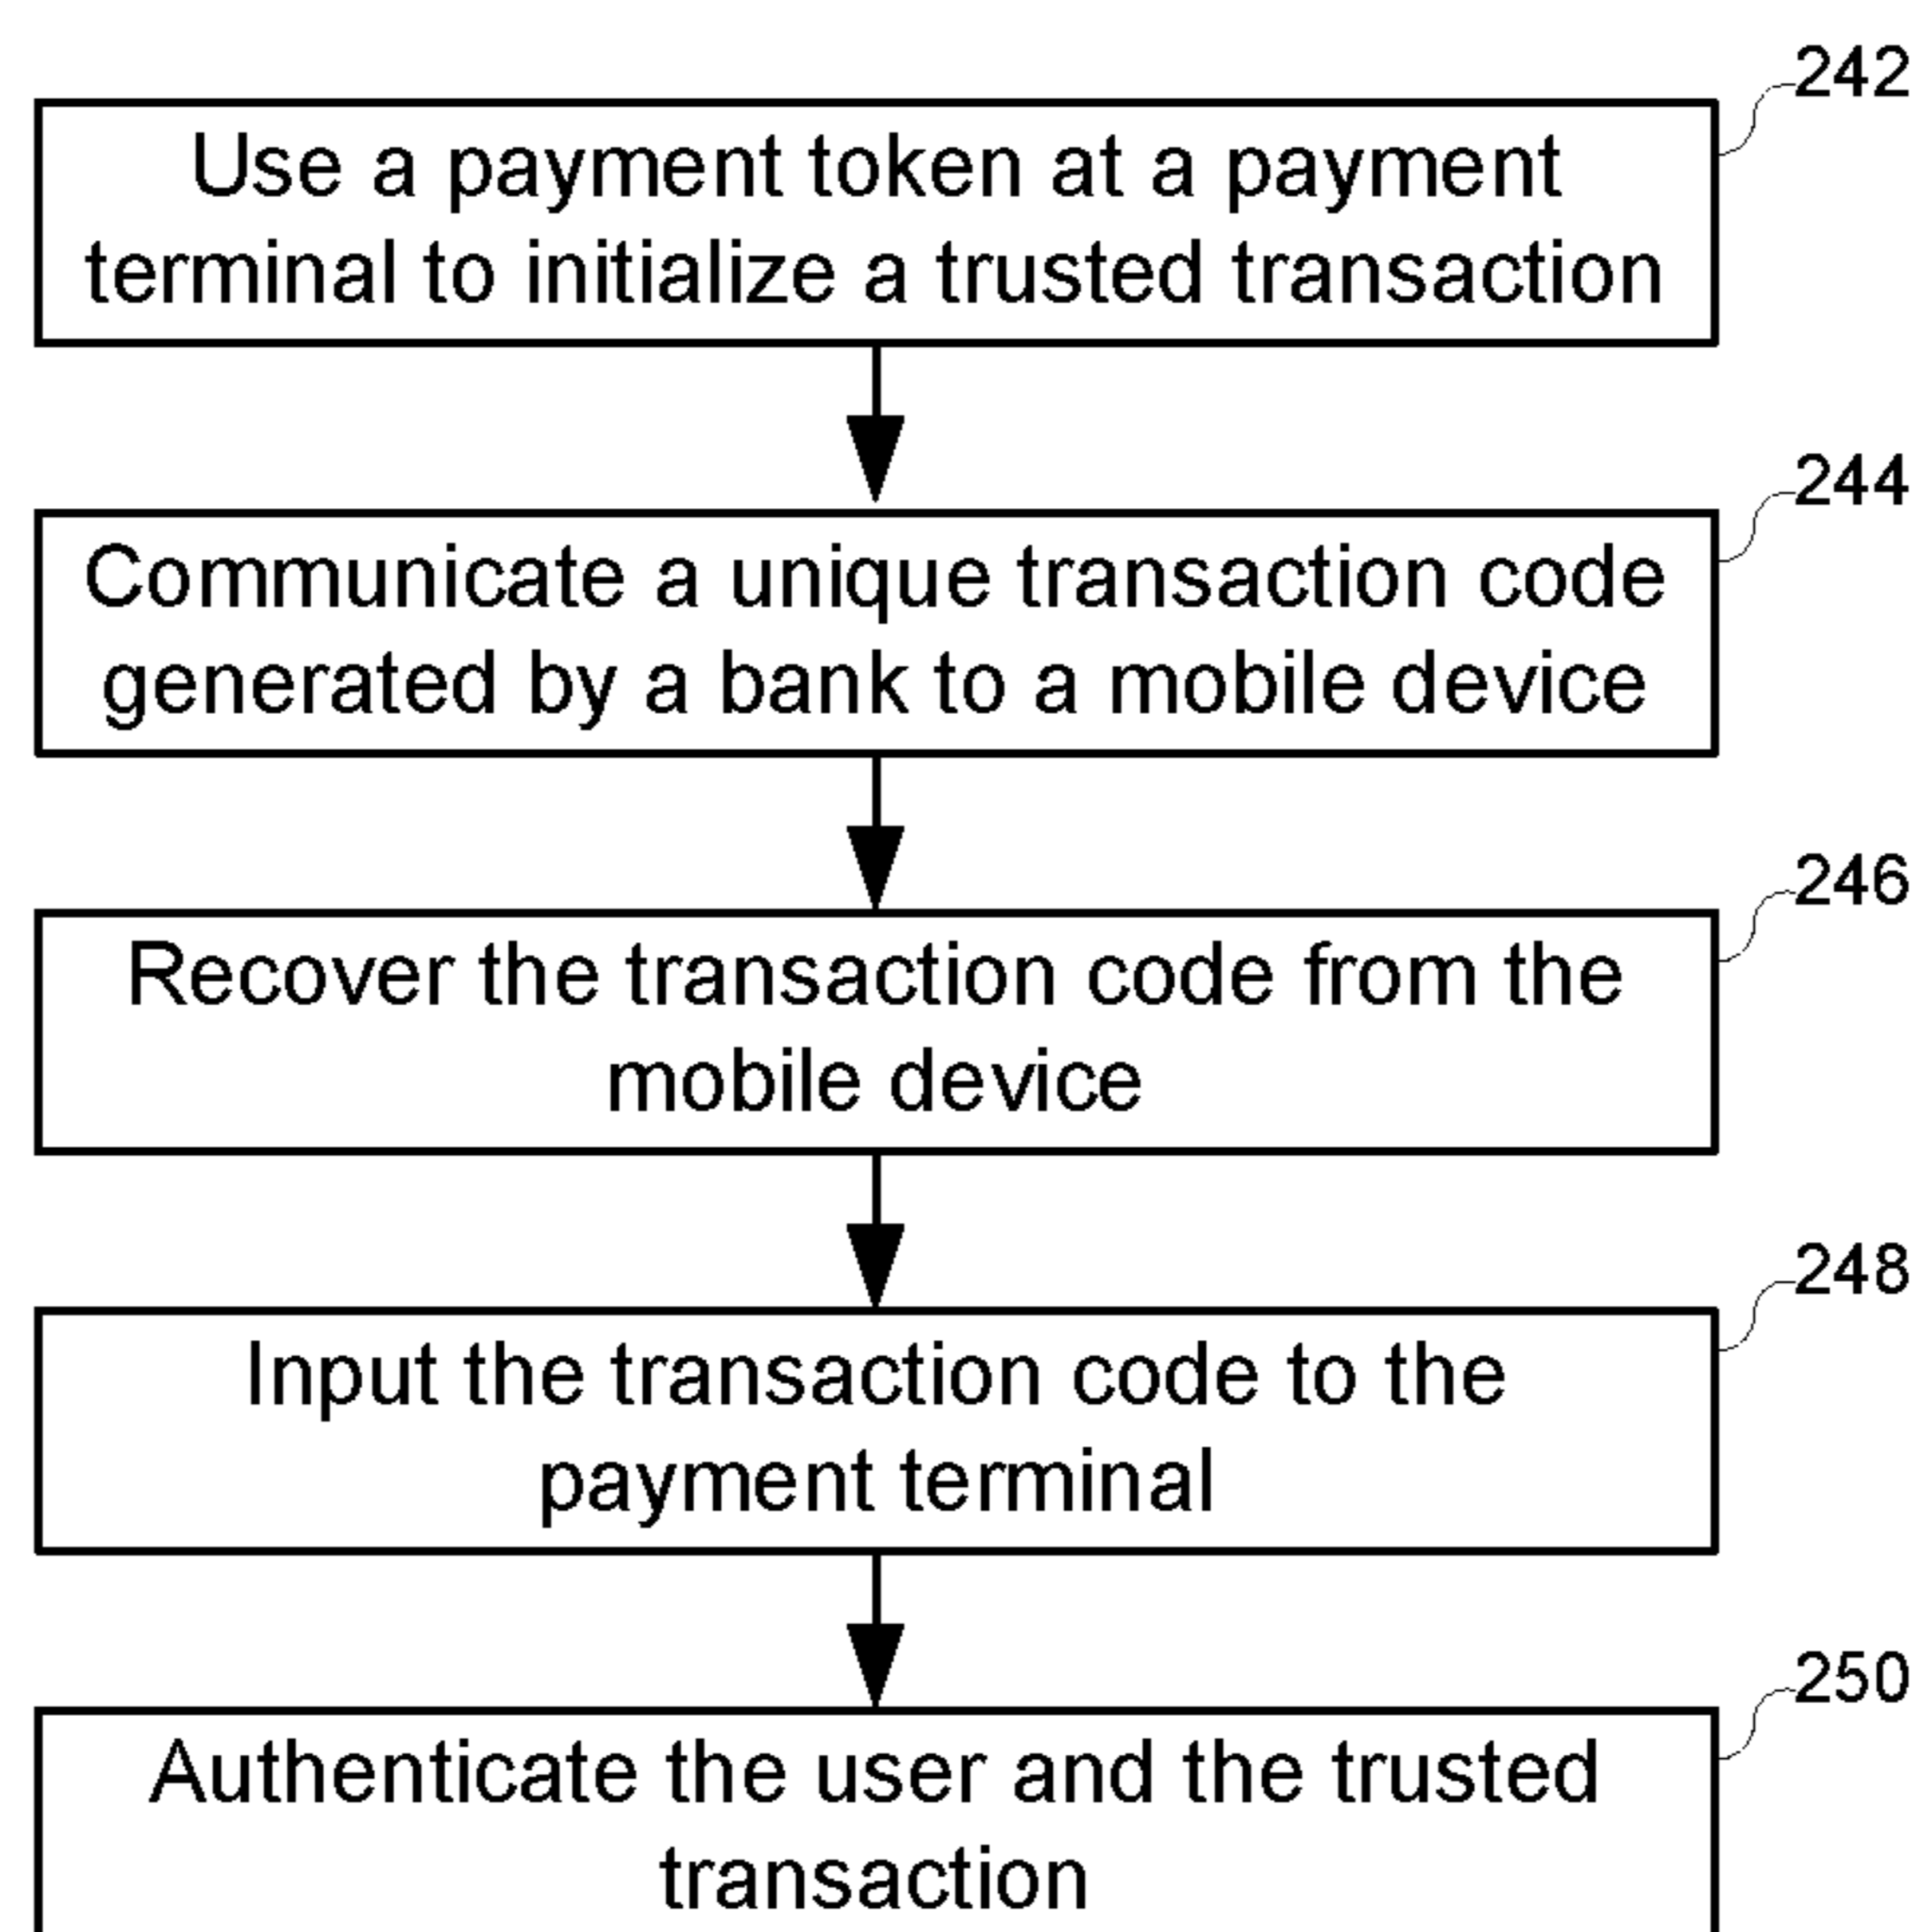 242
Use a payment token at a payment
terminal to initialize a trusted transaction
244
Communicate a unique transaction code
generated by a bank to a mobile device
246
Recover the transaction code from the
mobile device
248
Input the transaction code to the
payment terminal
250
Authenticate the user and the trusted
transaction